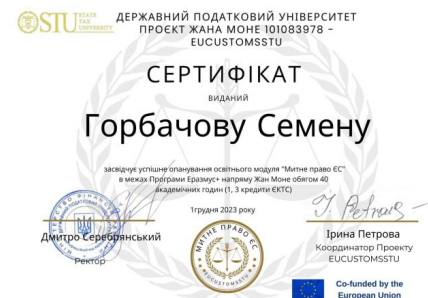 STU STATE TAX UNIVERSITY
ДЕРЖАВНИЙ ПОДАТКОВИЙ УНІВЕРСИТЕТ
ПРОЄКТ ЖАНА МОНЕ 101083978 –
EUCUSTOMSSTU
СЕРТИФІКАТ
ВИДАНИЙ
Горбачову Семену
засвідчує успішне опанування освітнього модуля "Митне право ЄС"
в межах Програми Еразмус+ напряму Жан Моне обсягом 40
академічних годин (1, 3 кредити ЄКТС)
1грудня 2023 року
Дмитро Серебрянський
Ректор
МИТНЕ ПРАВО ЄС
#EUCUSTOMSSTU
Ірина Петрова
Координатор Проєкту
EUCUSTOMSSTU
Co-funded by the
European Union